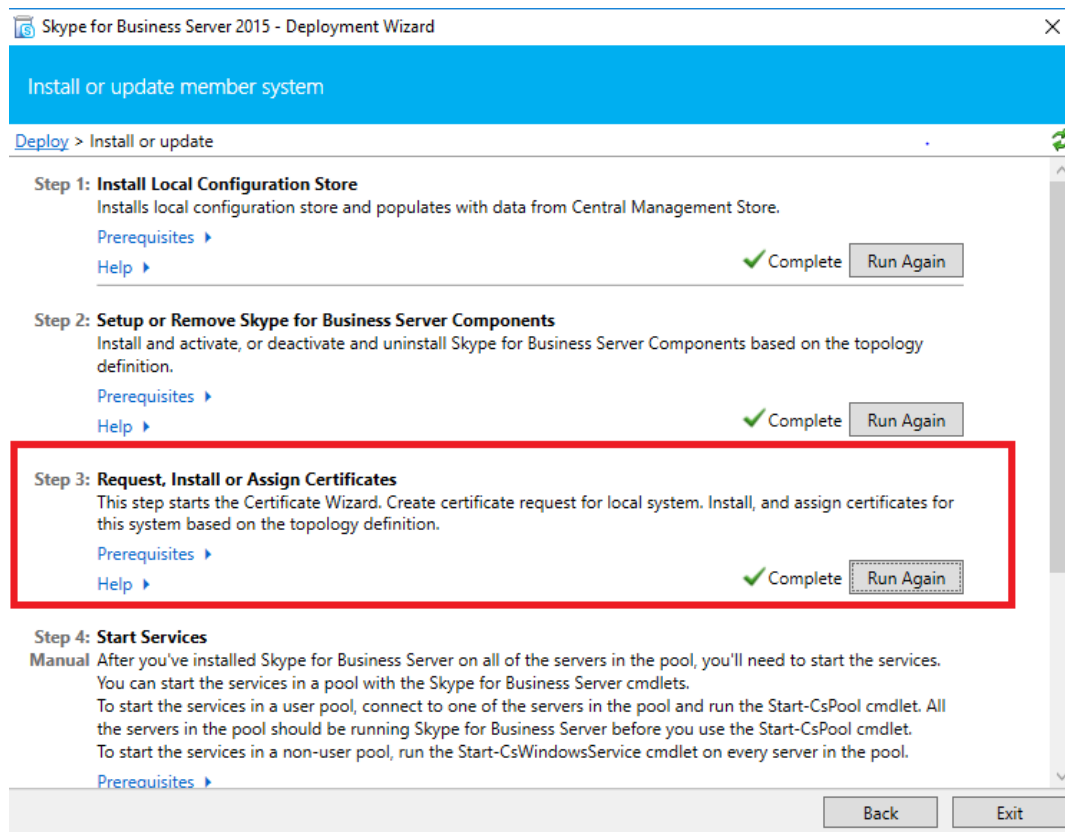 Skype for Business Server 2015 - Deployment Wizard
Install or update member system
Deploy > Install or update
Step 1: Install Local Configuration Store
Installs local configuration store and populates with data from Central Management Store.
Prerequisites
Help
Complete Run Again
Step 2: Setup or Remove Skype for Business Server Components
Install and activate, or deactivate and uninstall Skype for Business Server Components based on the topology
definition.
Prerequisites
Help
Complete Run Again
Step 3: Request, Install or Assign Certificates
This step starts the Certificate Wizard. Create certificate request for local system. Install, and assign certificates for
this system based on the topology definition.
Prerequisites
Help
Complete Run Again
Step 4: Start Services
Manual After you've installed Skype for Business Server on all of the servers in the pool, you'll need to start the services.
You can start the services in a pool with the Skype for Business Server cmdlets.
To start the services in a user pool, connect to one of the servers in the pool and run the Start-CsPool cmdlet. All
the servers in the pool should be running Skype for Business Server before you use the Start-CsPool cmdlet.
To start the services in a non-user pool, run the Start-CsWindowsService cmdlet on every server in the pool.
Prerequisites
Back Exit